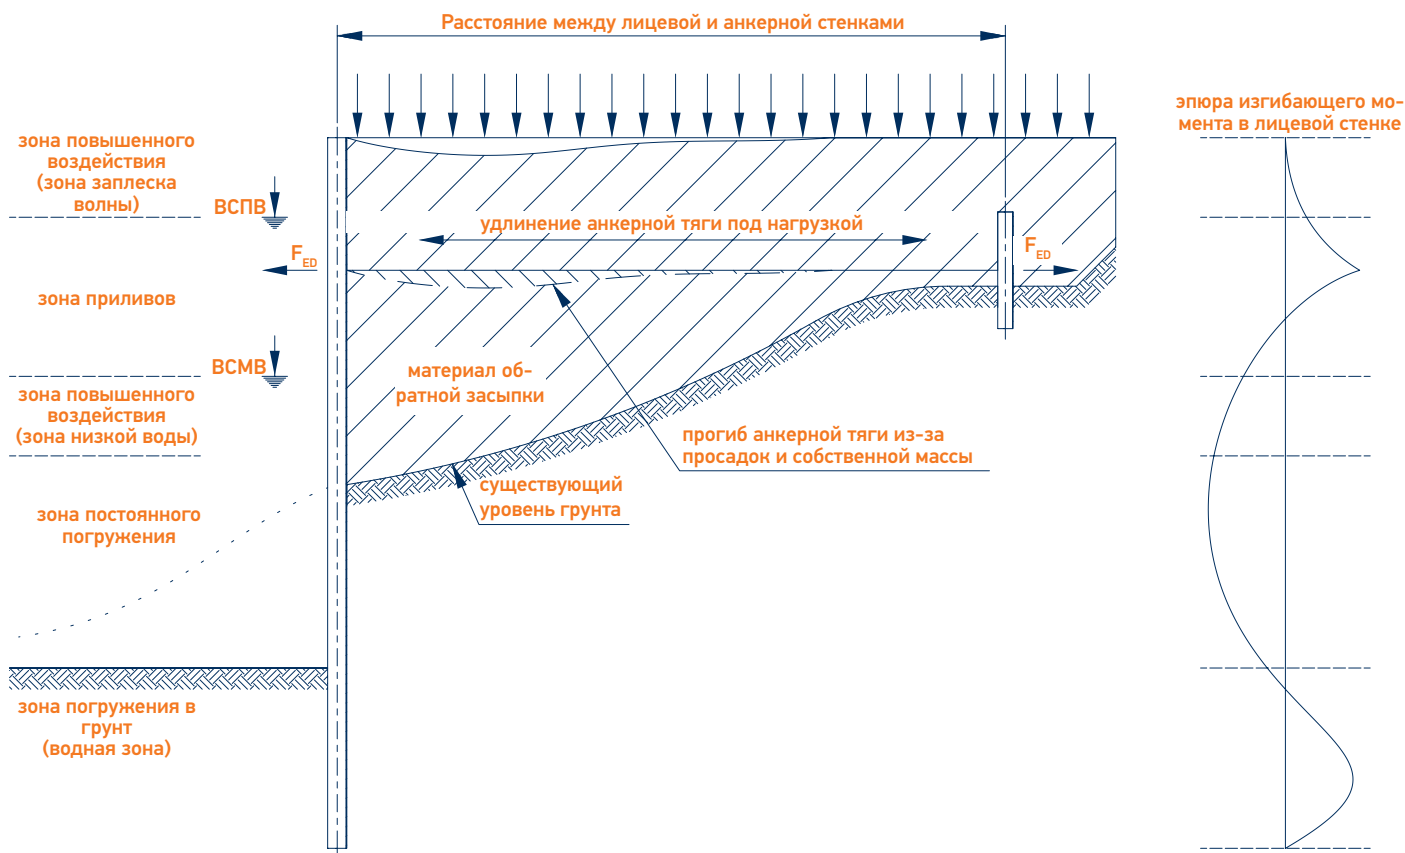 Расстояние между лицевой и анкерной стенками
эпюра изгибающего мо-
мента в лицевой стенке
зона повышенного
воздействия
(зона заплеска
волны)
ВСПВ
удлинение анкерной тяги под нагрузкой
FED
FED
зона приливов
ВСМВ
материал об-
ратной засыпки
зона повышенного
воздействия
(зона низкой воды)
прогиб анкерной тяги из-за
просадок и собственной массы
существующий
уровень грунта
зона постоянного
погружения
зона погружения в
грунт
(водная зона)